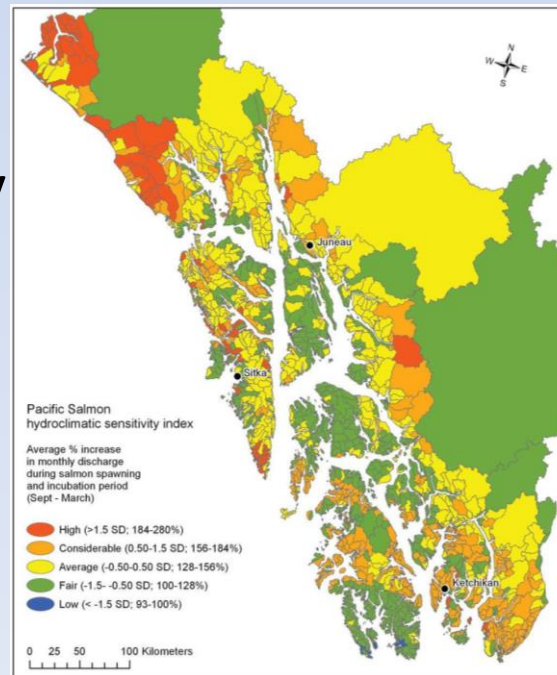 N
W E
S
Juneau
Sitka
Ketchikan
Pacific Salmon
hydroclimatic sensitivity index
Average % increase
in monthly discharge
during salmon spawning
and incubation period
(Sept - March)
High (>1.5 SD; 184-280%)
Considerable (0.50-1.5 SD; 156-184%)
Average (-0.50-0.50 SD; 128-156%)
Fair (-1.5- -0.50 SD; 100-128%)
Low (< -1.5 SD; 93-100%)
0 25 50 100 Kilometers